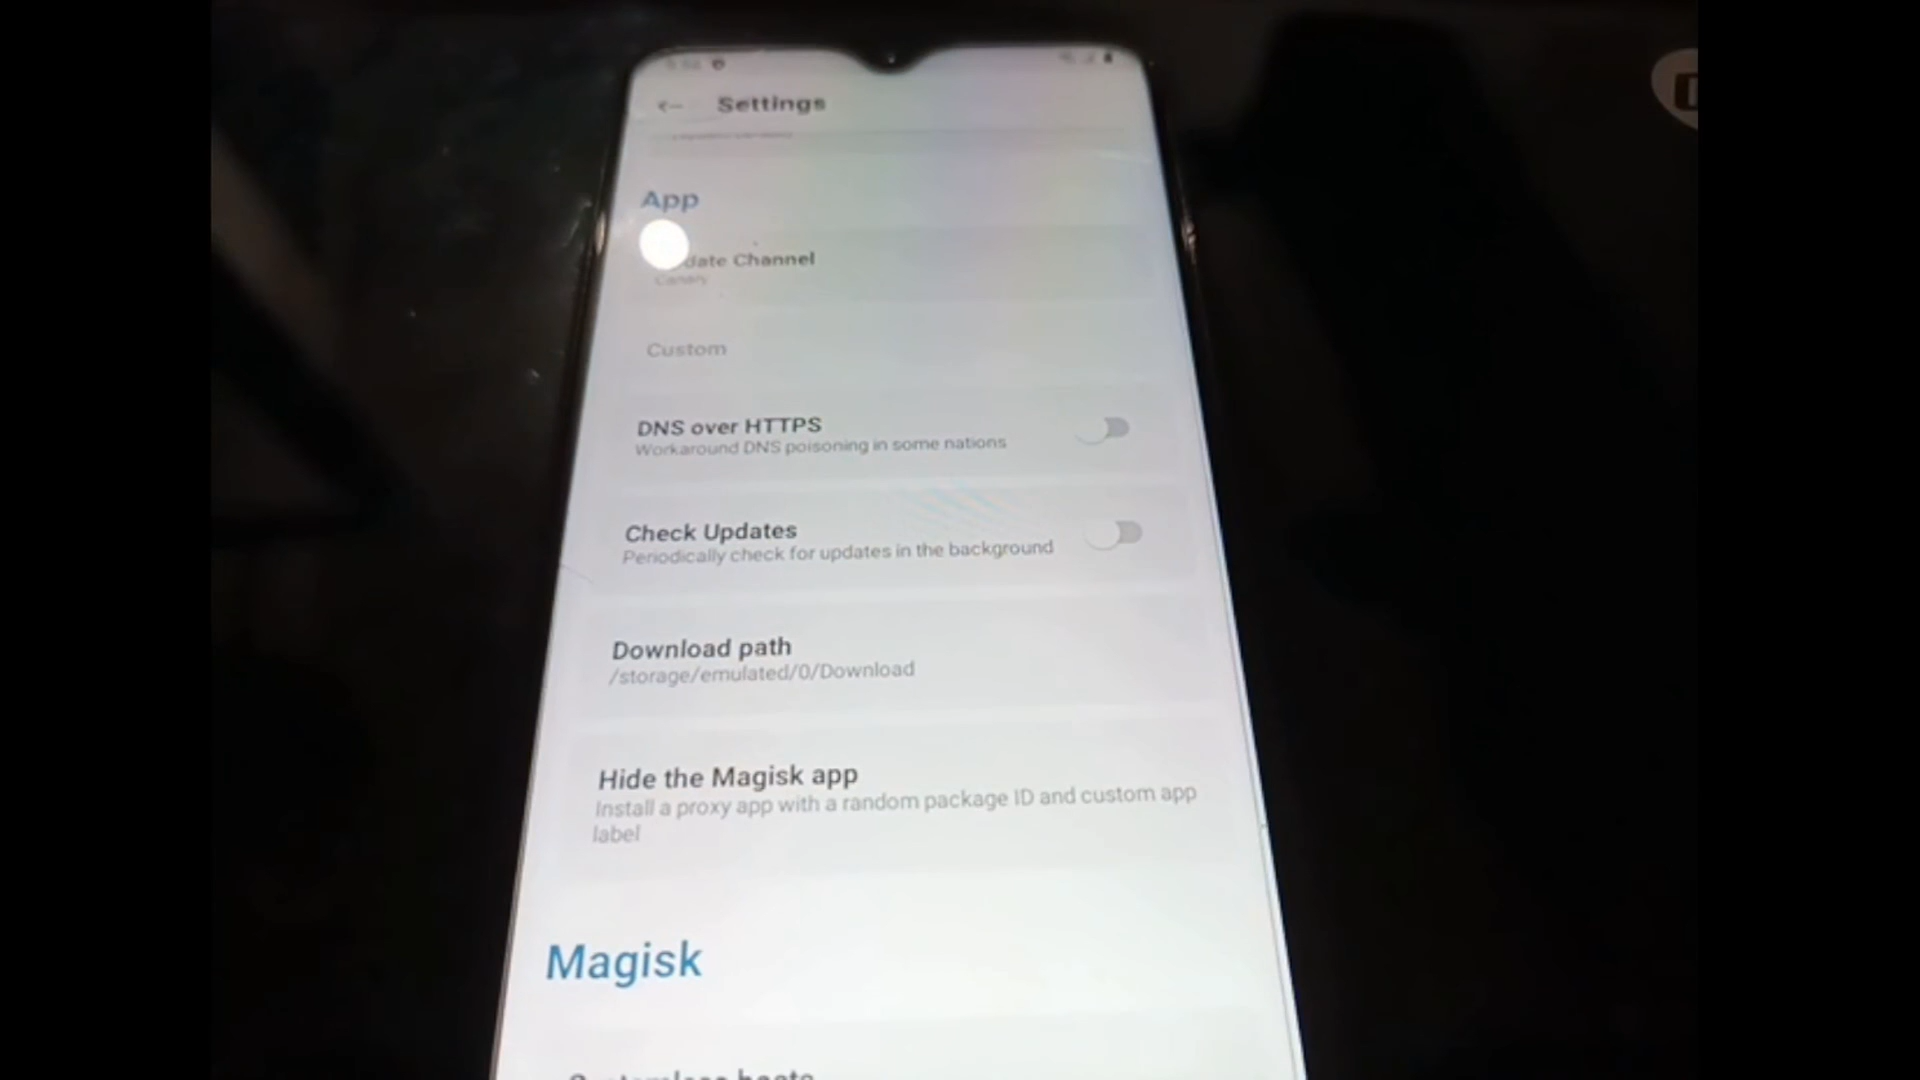 Settings
App
date Channel
Canary
Custom
DNS over HTTPS
Workaround DNS poisoning in some nations
Check Updates
Periodically check for updates in the background
Download path
/storage/emulated/0/Download
Hide the Magisk app
Install a proxy app with a random package ID and custom app
label
Magisk